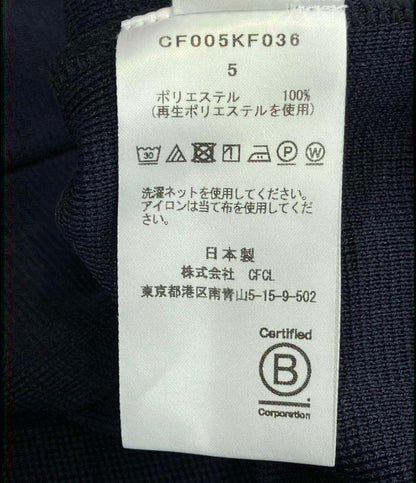 CF005KF036
5
ポリエステル 100%
(再生ポリエステルを使用)
30 P W
洗濯ネットを使用してください。
アイロンは当て布を使用してくださ
い。
日本製
株式会社 CFCL
東京都港区南青山5-15-9-502
Certified
B
Corporation